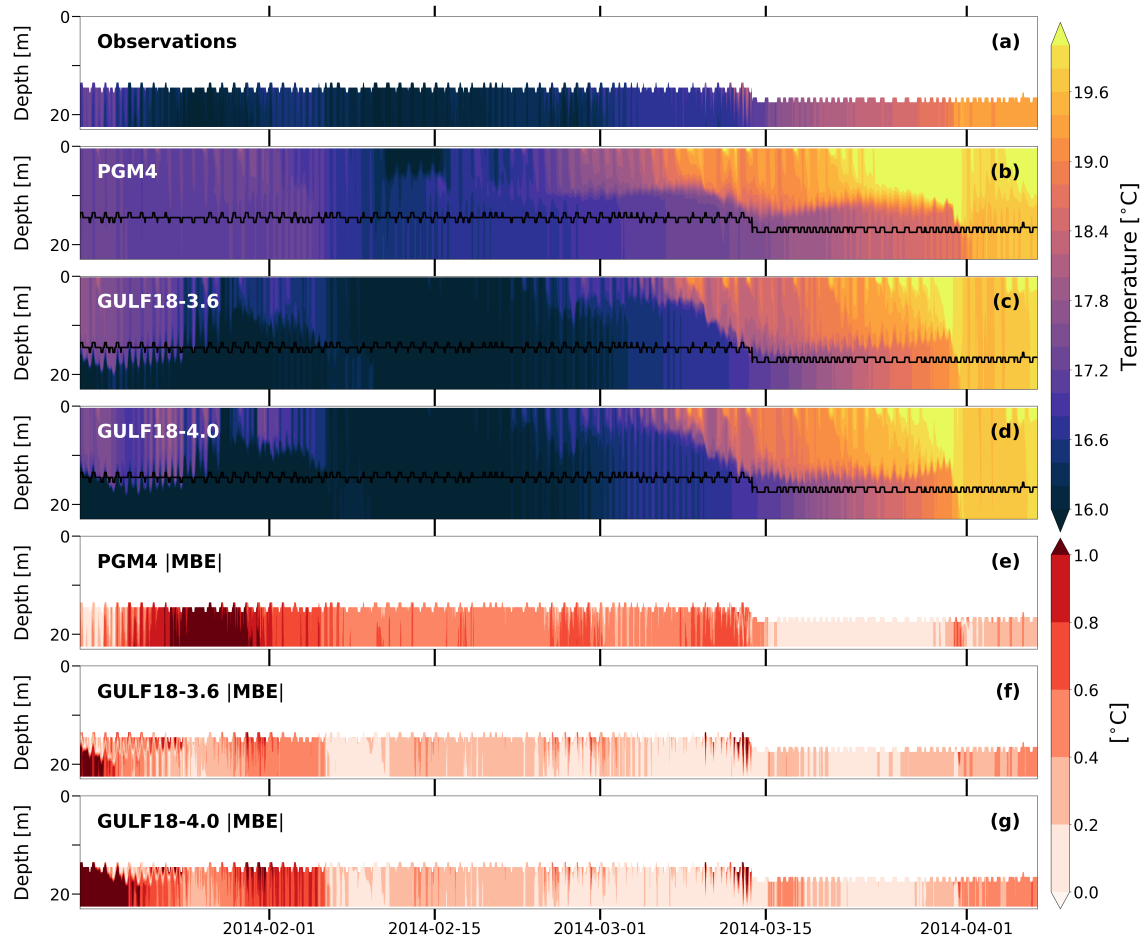 0
Depth [m]
20
Observations
(a)
0
Depth [m]
20
PGM4
(b)
0
Depth [m]
20
GULF18-3.6
(c)
0
Depth [m]
20
GULF18-4.0
(d)
0
Depth [m]
20
PGM4 |MBE|
(e)
0
Depth [m]
20
GULF18-3.6 |MBE|
(f)
0
Depth [m]
20
GULF18-4.0 |MBE|
(g)
2014-02-01
2014-02-15
2014-03-01
2014-03-15
2014-04-01
19.6
19.0
18.4
17.8
17.2
16.6
16.0
Temperature [˚C]
1.0
0.8
0.6
0.4
0.2
0.0
[˚C]